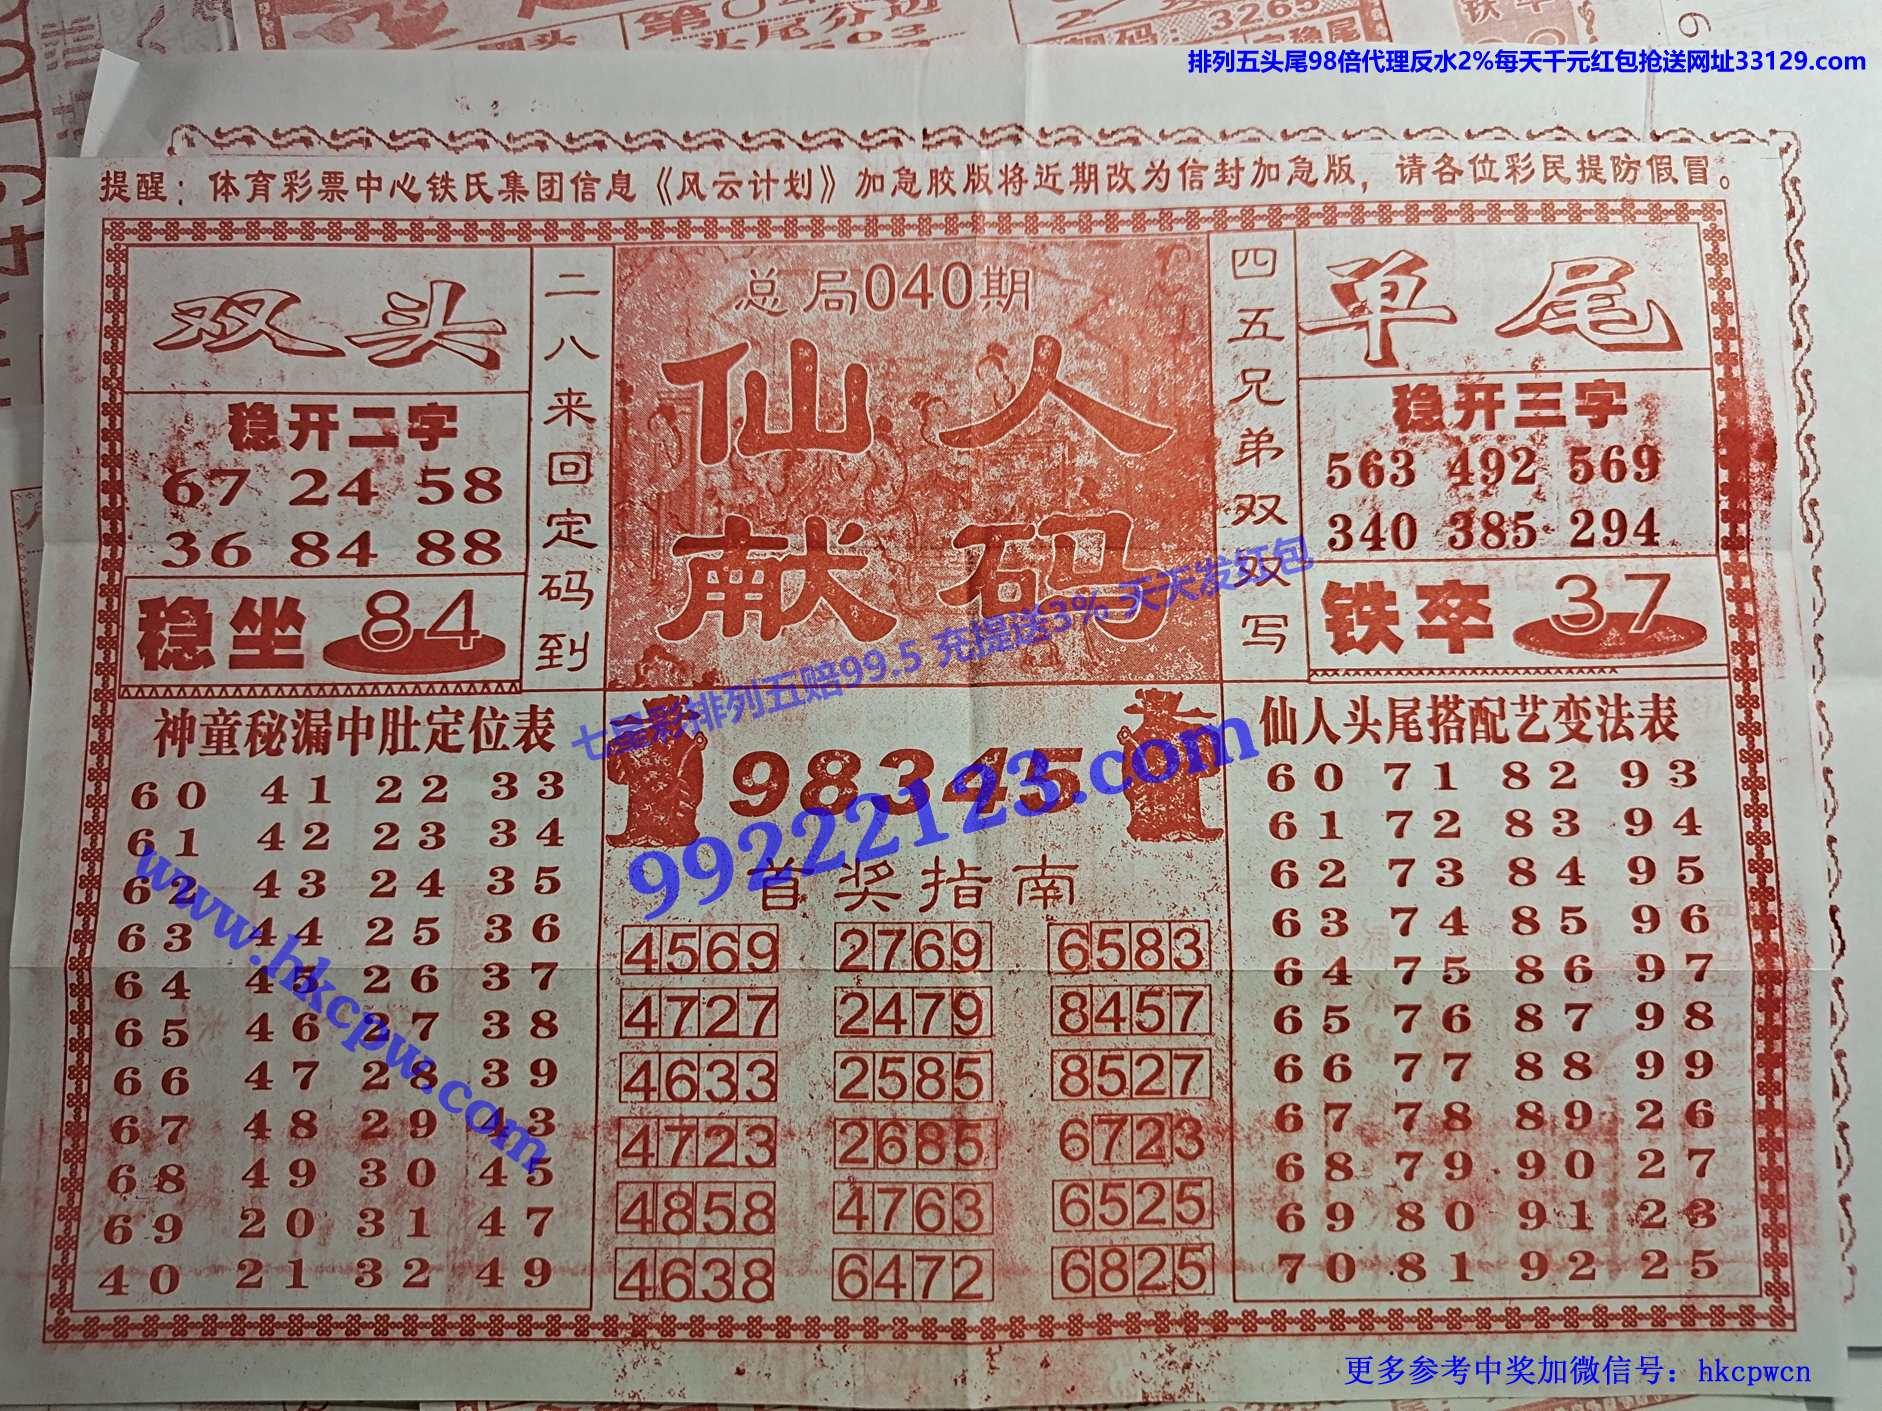 排列五头尾98倍代理反水2%每天千元红包抢送网址33129.com
提醒：体育彩票中心铁氏集团信息《风云计划》加急胶版将近期改为信封加急版，请各位彩民提防假冒。
双头
稳开二字
67 24 58
36 84 88
稳坐 84
二八来回定码到
总局040期
仙人
献码
四五兄弟双双写
单尾
稳开三字
563 492 569
340 385 294
铁卒 37
七星彩排列五赔99.5 充提送3% 天天发红包
神童秘漏中肚定位表
60 41 22 33
61 42 23 34
62 43 24 35
63 44 25 36
64 45 26 37
65 46 27 38
66 47 28 39
67 48 29 43
68 49 30 45
69 20 31 47
40 21 32 49
www.hkcpw.com
98345
99222123.com
首奖指南
4569 2769 6583
4727 2479 8457
4633 2585 8527
4723 2685 6723
4858 4763 6525
4638 6472 6825
仙人头尾搭配艺变法表
60 71 82 93
61 72 83 94
62 73 84 95
63 74 85 96
64 75 86 97
65 76 87 98
66 77 88 99
67 78 89 26
68 79 90 27
69 80 91 23
70 81 92 25
更多参考中奖加微信号：hkcpwcn